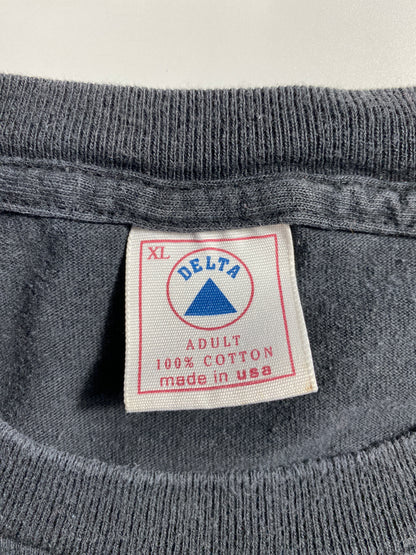 XL
DELTA
ADULT
100% COTTON
made in usa